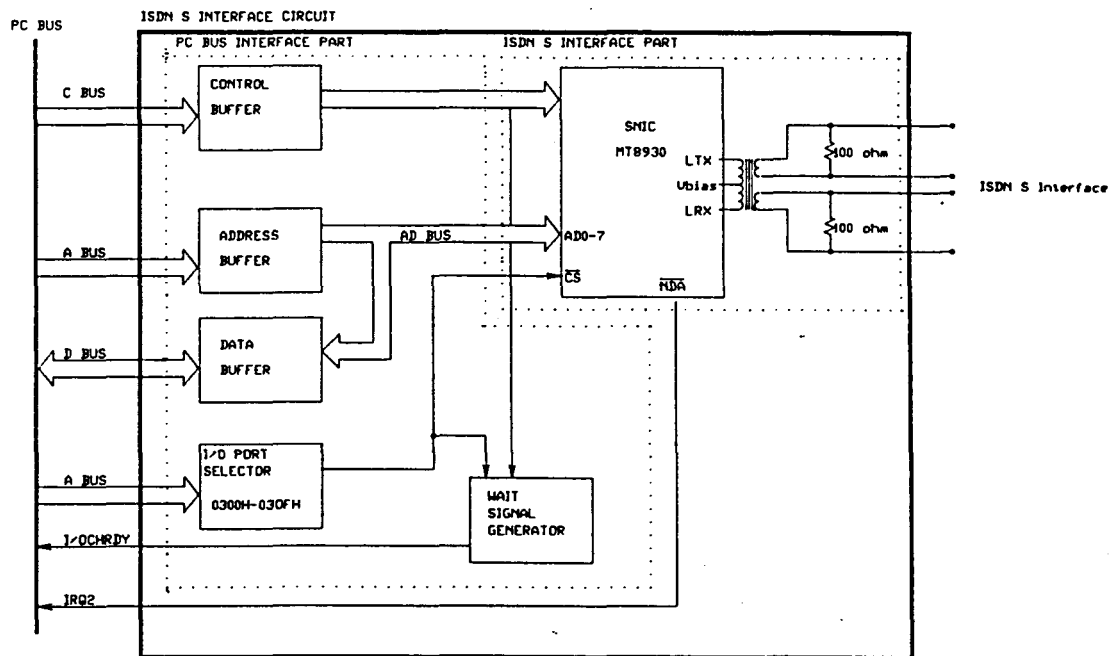 ISDN S INTERFACE CIRCUIT
PC BUS
PC BUS INTERFACE PART
ISDN S INTERFACE PART
C BUS
CONTROL
BUFFER
SNIC
MT8930
LTX
Vbias
LRX
100 ohm
100 ohm
ISDN S Interface
A BUS
ADDRESS
BUFFER
AD BUS
AD0-7
CS
NDA
D BUS
DATA
BUFFER
A BUS
I/O PORT
SELECTOR
0300H-030FH
WAIT
SIGNAL
GENERATOR
I/OCHRDY
IRQ2